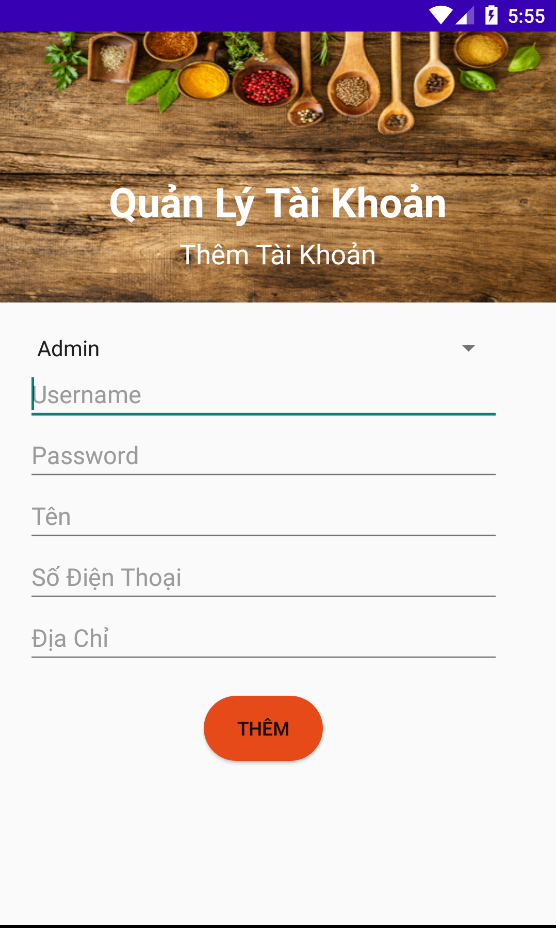 5:55
Quản Lý Tài Khoản
Thêm Tài Khoản
Admin
Username
Password
Tên
Số Điện Thoại
Địa Chỉ
THÊM